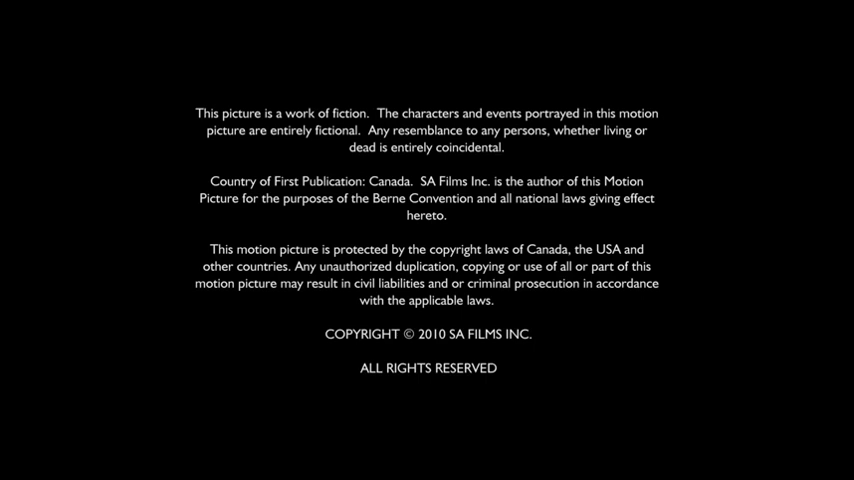 This picture is a work of fiction.  The characters and events portrayed in this motion
picture are entirely fictional.  Any resemblance to any persons, whether living or
dead is entirely coincidental.
Country of First Publication: Canada.  SA Films Inc. is the author of this Motion
Picture for the purposes of the Berne Convention and all national laws giving effect
hereto.
This motion picture is protected by the copyright laws of Canada, the USA and
other countries. Any unauthorized duplication, copying or use of all or part of this
motion picture may result in civil liabilities and or criminal prosecution in accordance
with the applicable laws.
COPYRIGHT © 2010 SA FILMS INC.
ALL RIGHTS RESERVED